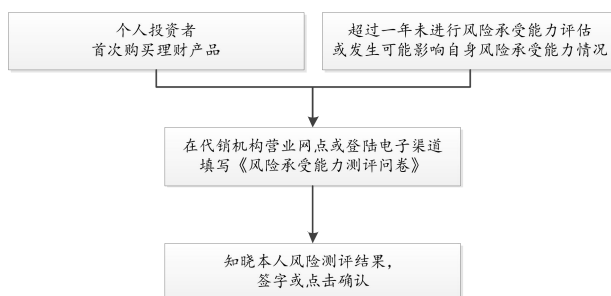 个人投资者
首次购买理财产品
超过一年未进行风险承受能力评估
或发生可能影响自身风险承受能力情况
在代销机构营业网点或登陆电子渠道
填写《风险承受能力测评问卷》
知晓本人风险测评结果，
签字或点击确认